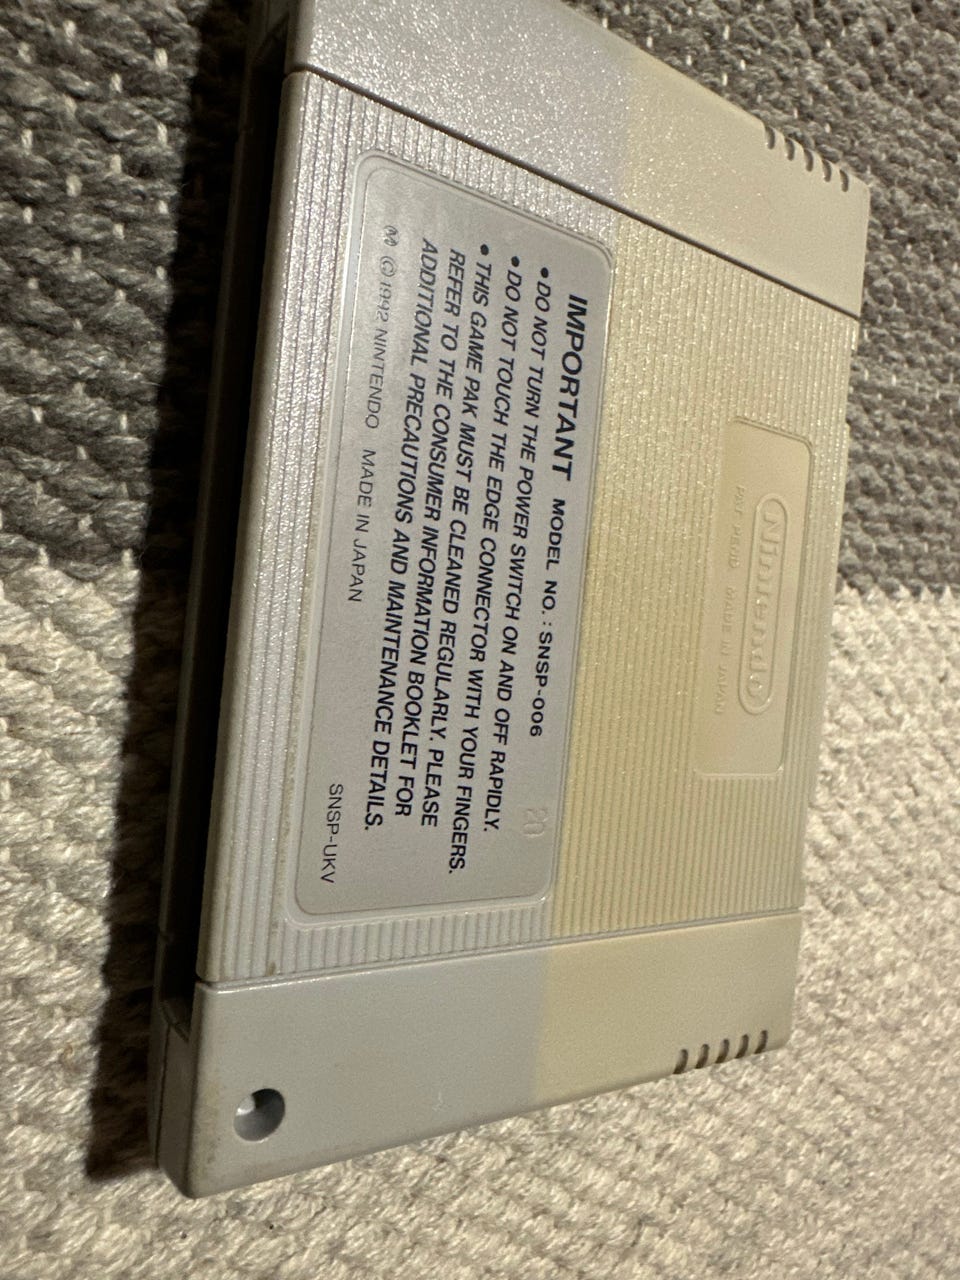 Nintendo
PAT. PEND. MADE IN JAPAN
IMPORTANT MODEL NO. : SNSP-006
• DO NOT TURN THE POWER SWITCH ON AND OFF RAPIDLY.
• DO NOT TOUCH THE EDGE CONNECTOR WITH YOUR FINGERS.
• THIS GAME PAK MUST BE CLEANED REGULARLY. PLEASE
REFER TO THE CONSUMER INFORMATION BOOKLET FOR
ADDITIONAL PRECAUTIONS AND MAINTENANCE DETAILS.
©1992 NINTENDO MADE IN JAPAN
SNSP-UKV
20